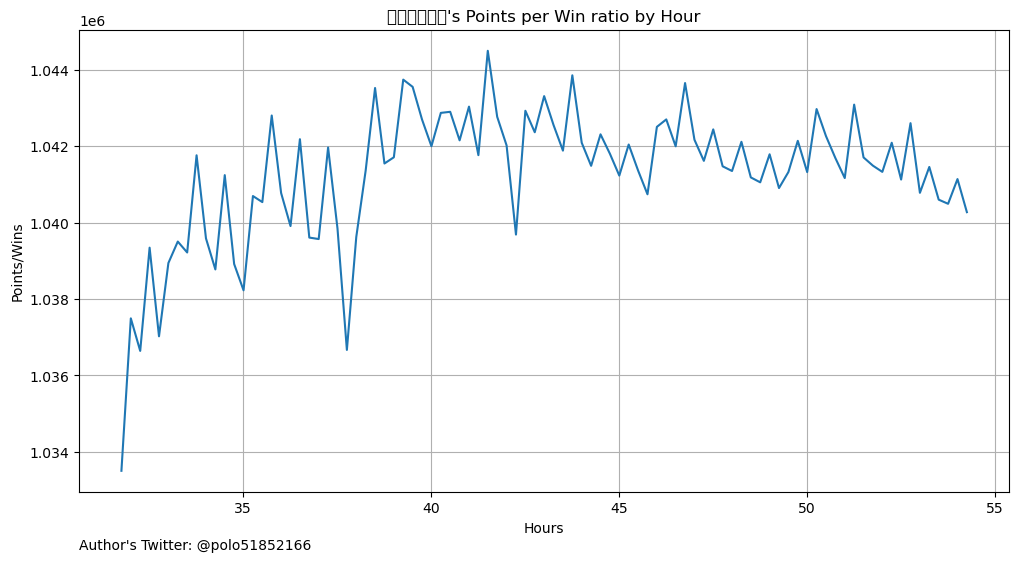 's Points per Win ratio by Hour
1e6
Points/Wins
1.044
1.042
1.040
1.038
1.036
1.034
35
40
45
50
55
Hours
Author's Twitter: @polo51852166